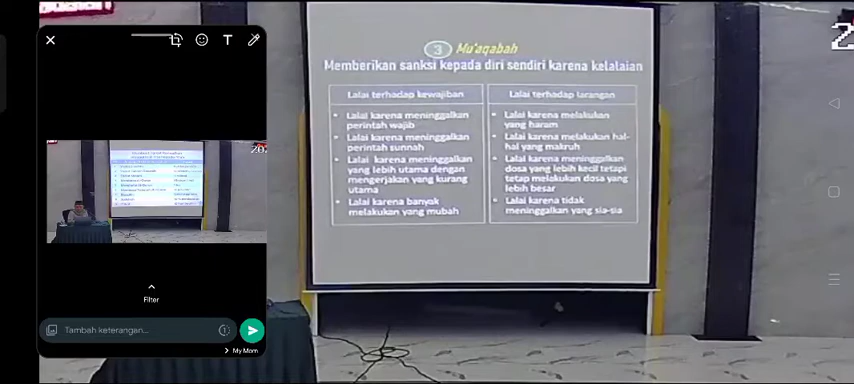 3 Mu'aqabah
Memberikan sanksi kepada diri sendiri karena kelalaian
Lalai terhadap kewajiban
• Lalai karena meninggalkan
perintah wajib
• Lalai karena meninggalkan
perintah sunnah
• Lalai karena meninggalkan
yang lebih utama dengan
mengerjakan yang kurang
utama
• Lalai karena banyak
melakukan yang mubah
Lalai terhadap larangan
• Lalai karena melakukan
yang haram
• Lalai karena melakukan hal-
hal yang makruh
• Lalai karena meninggalkan
dosa yang lebih kecil tetapi
tetap melakukan dosa yang
lebih besar
• Lalai karena tidak
meninggalkan yang sia-sia
T
Filter
Tambah keterangan...
> My Mom